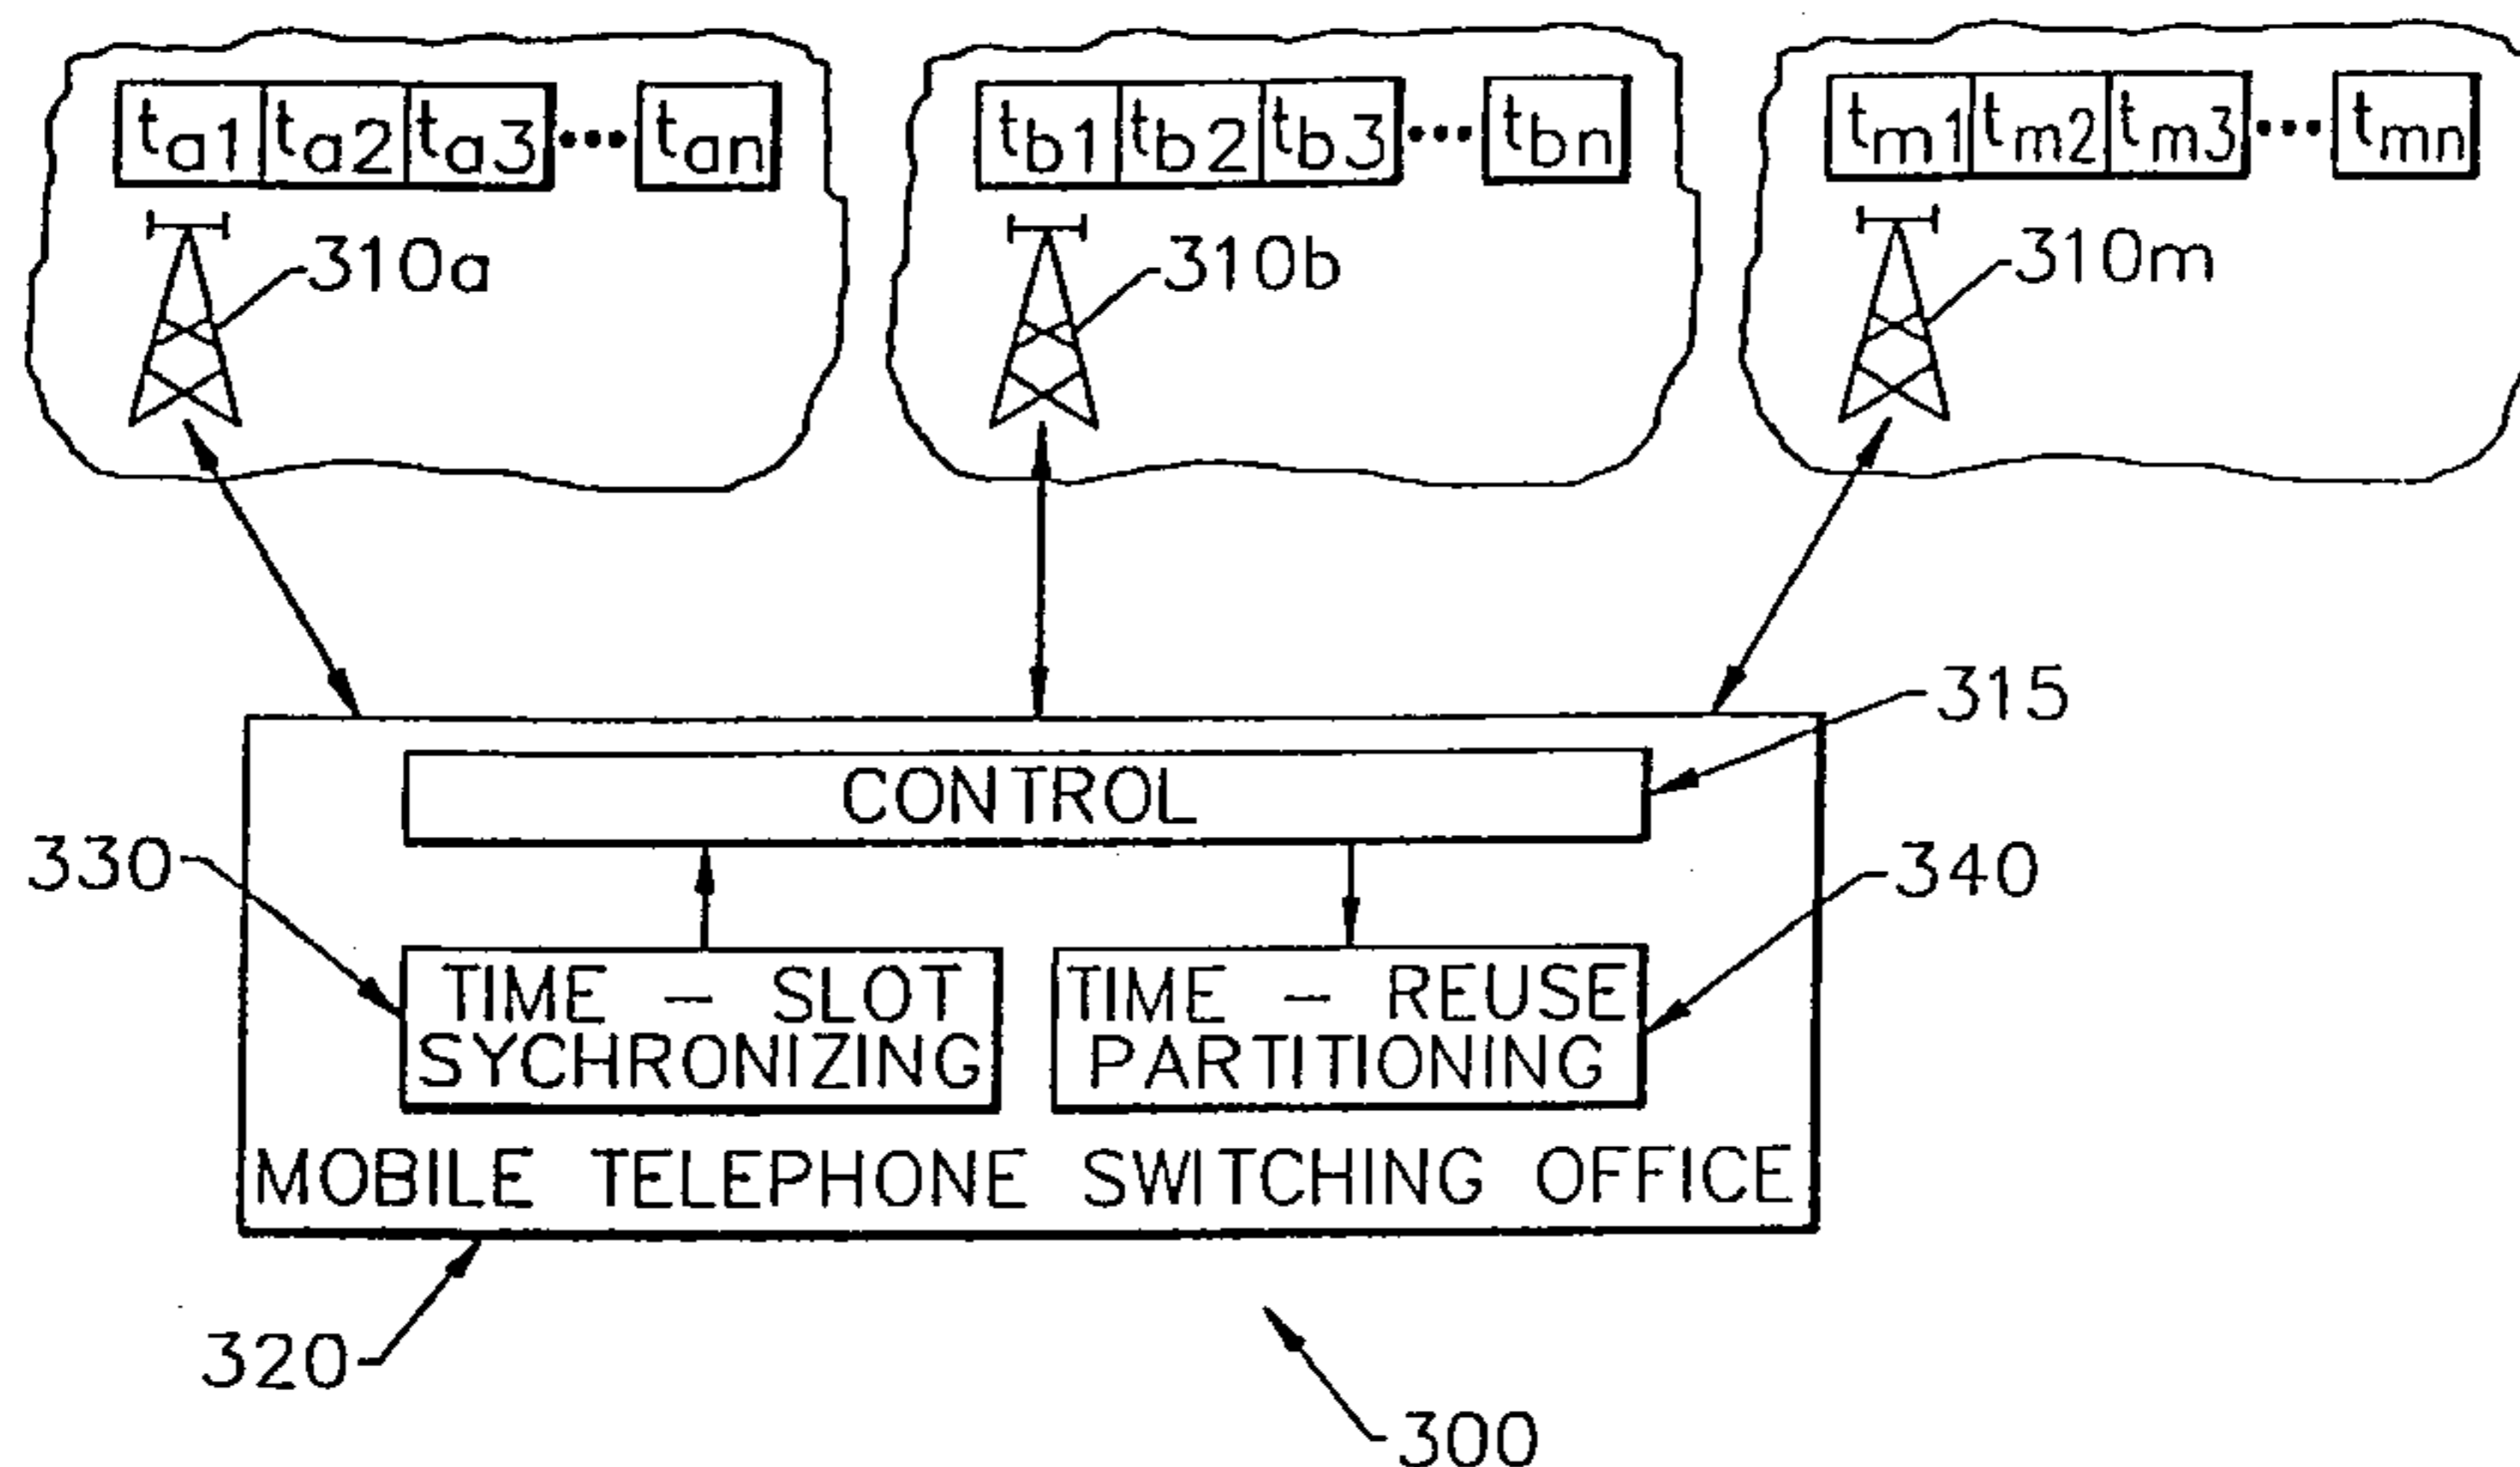 ta1 ta2 ta3 ••• tan
tb1 tb2 tb3 ••• tbn
tm1 tm2 tm3 ••• tmn
310a
310b
310m
315
CONTROL
330
340
TIME – SLOT
SYCHRONIZING
TIME – REUSE
PARTITIONING
MOBILE TELEPHONE SWITCHING OFFICE
320
300